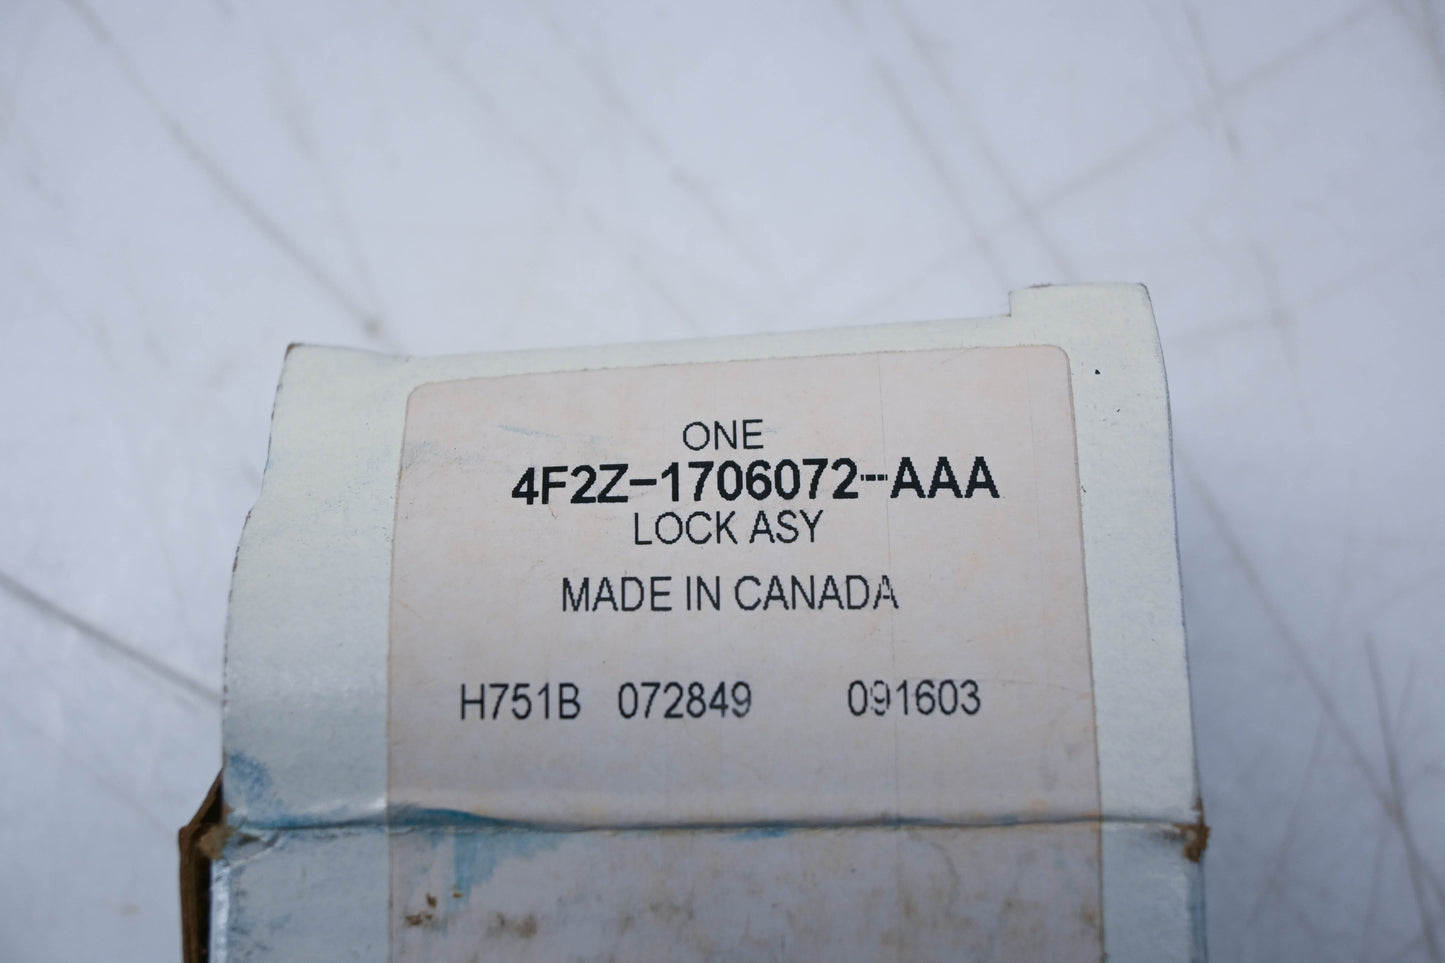 ONE
4F2Z-1706072-AAA
LOCK ASY
MADE IN CANADA
H751B 072849 091603